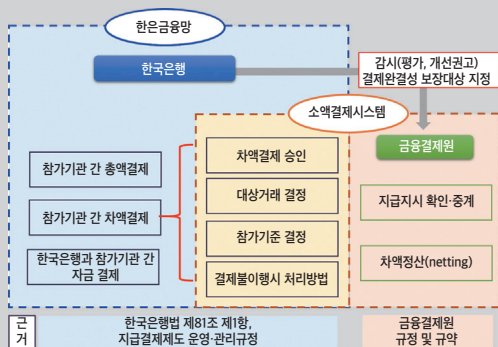 한은금융망
한국은행
감시(평가, 개선권고)
결제완결성 보장대상 지정
소액결제시스템
금융결제원
참가기관 간 총액결제
참가기관 간 차액결제
한국은행과 참가기관 간
자금 결제
차액결제 승인
대상거래 결정
참가기준 결정
결제불이행시 처리방법
지급지시 확인·중계
차액정산(netting)
근
거
한국은행법 제81조 제1항,
지급결제제도 운영·관리규정
금융결제원
규정 및 규약